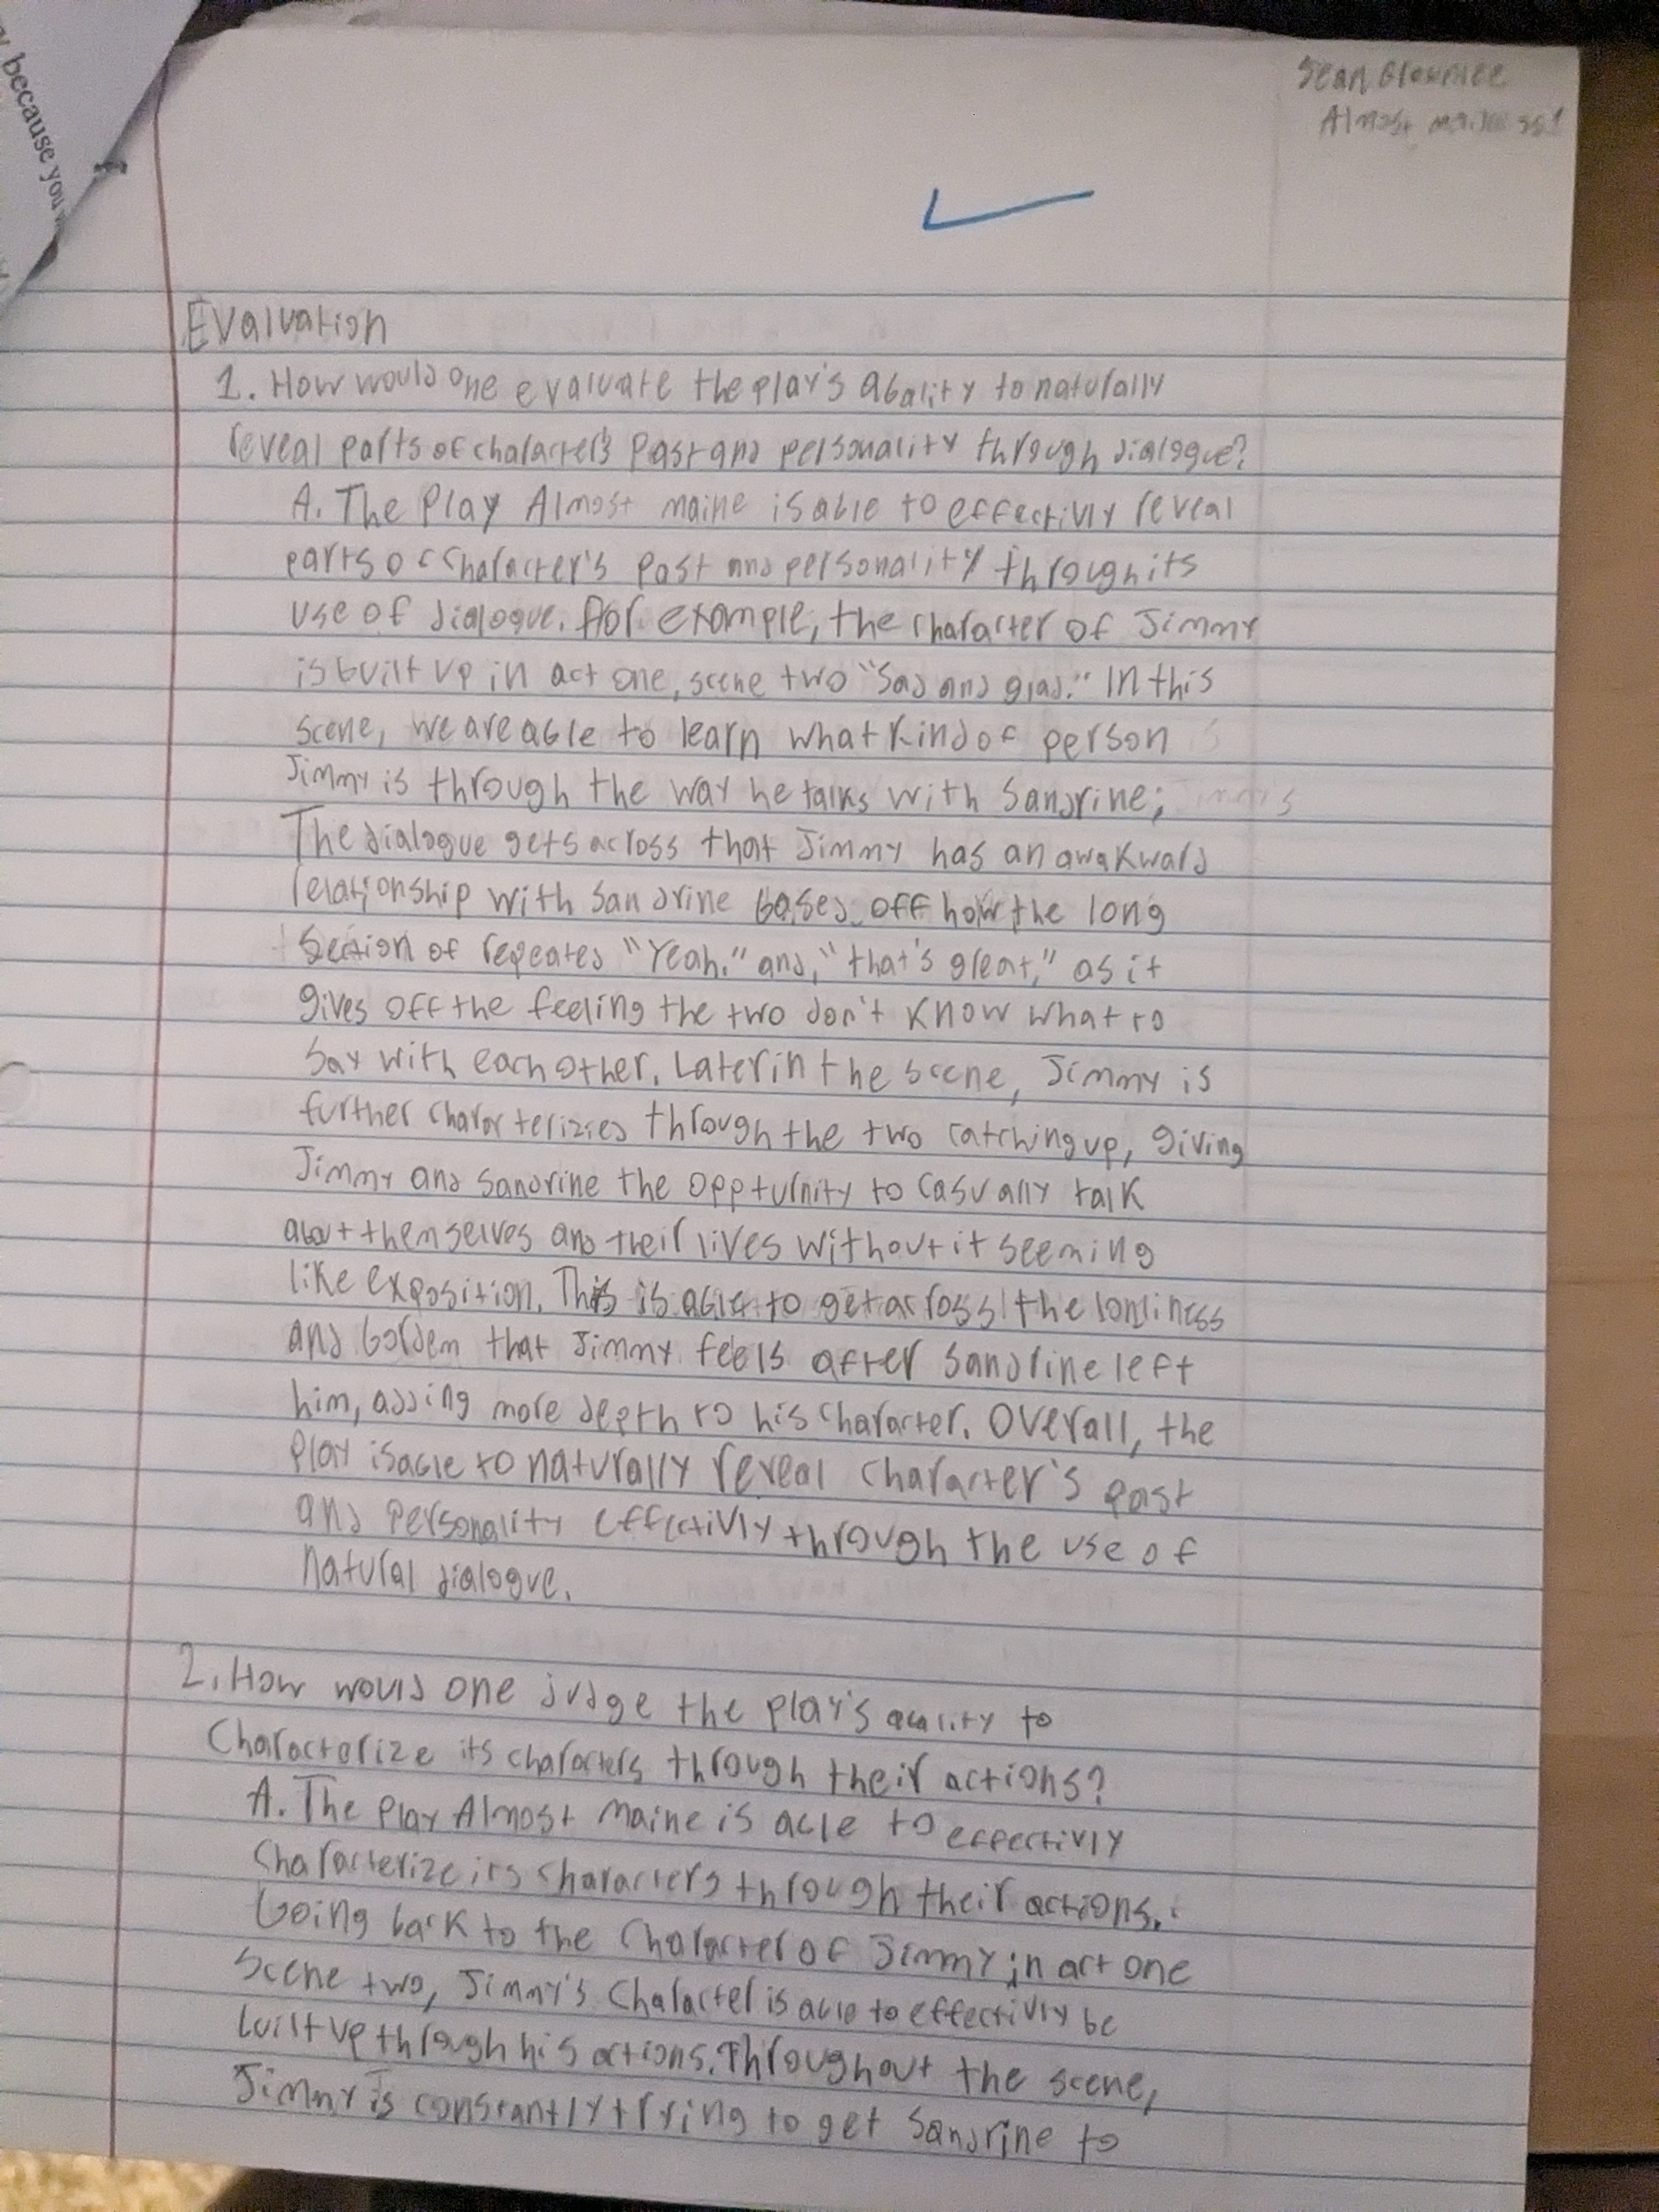 because you
Sean Brownlee
Almost maine
Evaluation
1. How would one evaluate the play's abality to naturally
reveal parts of character's past and personality through dialogue?
A. The Play Almost maine is able to effectivly reveal
parts of character's past and personality through its
use of dialogue. For example, the character of Jimmy
is built up in act one, scene two "Sad and glad." In this
scene, we are able to learn what kind of person
Jimmy is through the way he talks with Sandrine;
The dialogue gets across that Jimmy has an awakward
relationship with Sandrine based off how the long
section of repeated "Yeah." and, "that's great," as it
gives off the feeling the two don't know what to
say with each other. Later in the scene, Jimmy is
further charorterizied through the two catching up, giving
Jimmy and Sandrine the oppturnity to casually talk
about themselves and their lives without it seeming
like exposition. This is able to get across the lonliness
and bordem that Jimmy feels after Sandrine left
him, adding more depth to his character. Overall, the
play is able to naturally reveal character's past
and personality effectivly through the use of
natural dialogue.
2. How would one judge the play's abality to
Characterize its characters through their actions?
A. The Play Almost Maine is able to effectivly
characterize its characters through their actions.
Going back to the character of Jimmy in act one
scene two, Jimmy's character is able to effectivly be
built up through his actions. Throughout the scene,
Jimmy is constantly trying to get Sandrine to